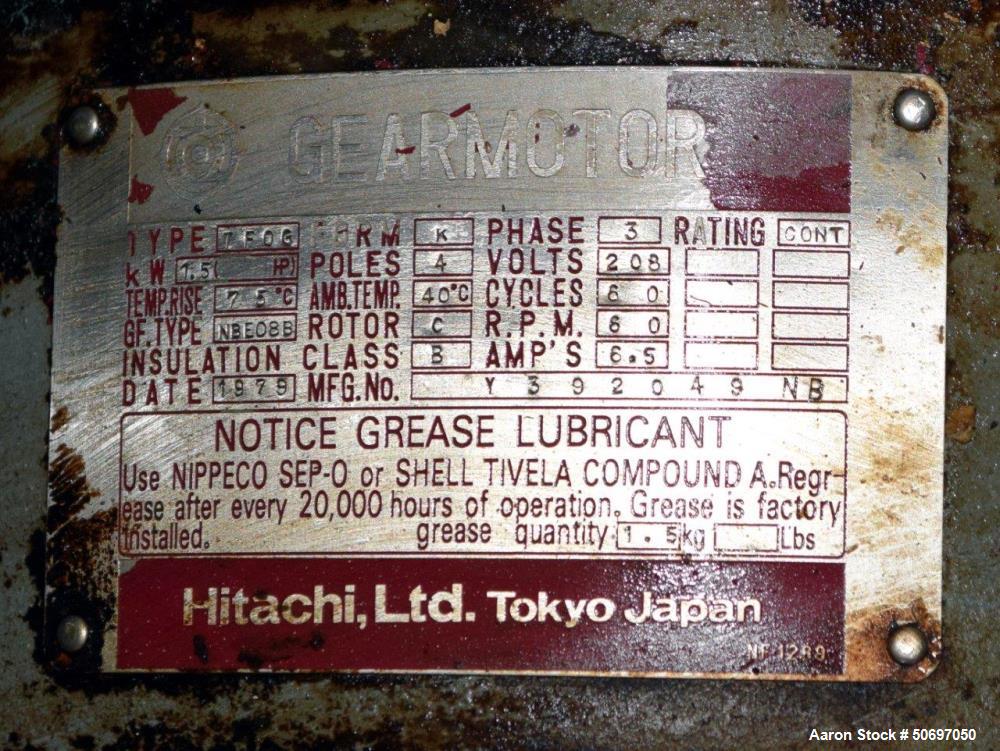 GEARMOTOR
TYPE TFOG FORM K PHASE 3 RATING CONT
kW 1.5( HP) POLES 4 VOLTS 208
TEMP.RISE 75°C AMB.TEMP. 40°C CYCLES 60
GF.TYPE NBE08B ROTOR C R.P.M. 60
INSULATION CLASS B AMP'S 6.5
DATE 1979 MFG.No. Y392049 NB
NOTICE GREASE LUBRICANT
Use NIPPECO SEP-O or SHELL TIVELA COMPOUND A.Regr-
ease after every 20,000 hours of operation. Grease is factory
installed. grease quantity 1.5 kg Lbs
Hitachi, Ltd. Tokyo Japan
NF 1289
Aaron Stock # 50697050